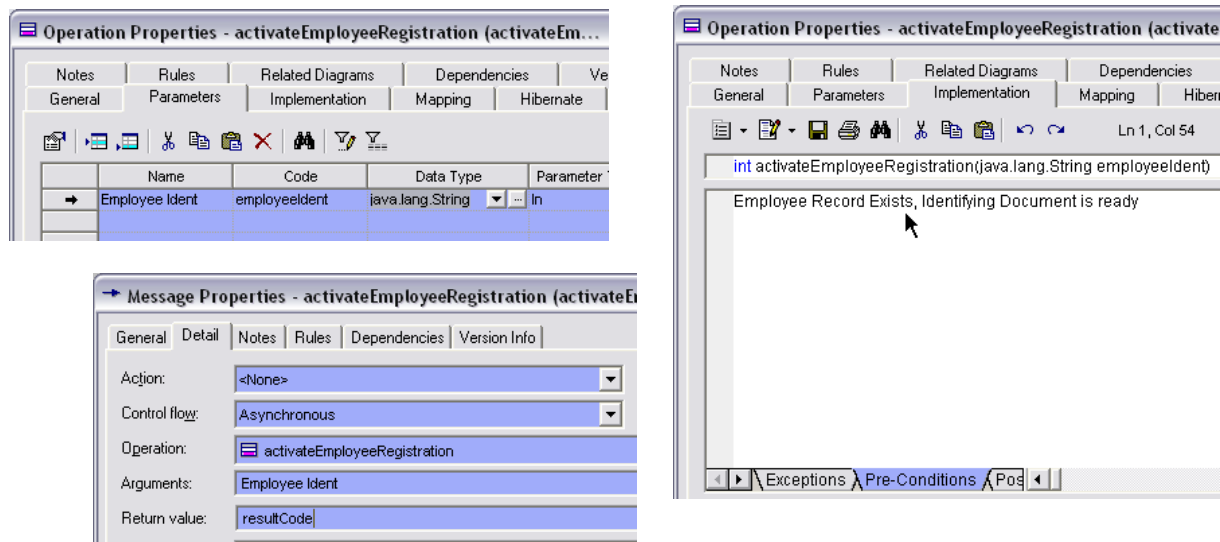 Operation Properties - activateEmployeeRegistration (activateEm...
Notes Rules Related Diagrams Dependencies Ve
General Parameters Implementation Mapping Hibernate
Name Code Data Type Parameter
Employee Ident employeeIdent java.lang.String ... In
Message Properties - activateEmployeeRegistration (activateE
General Detail Notes Rules Dependencies Version Info
Action: <None>
Control flow: Asynchronous
Operation: activateEmployeeRegistration
Arguments: Employee Ident
Return value: resultCode
Operation Properties - activateEmployeeRegistration (activate
Notes Rules Related Diagrams Dependencies
General Parameters Implementation Mapping Hiber
Ln 1, Col 54
int activateEmployeeRegistration(java.lang.String employeeIdent)
Employee Record Exists, Identifying Document is ready
Exceptions Pre-Conditions Pos